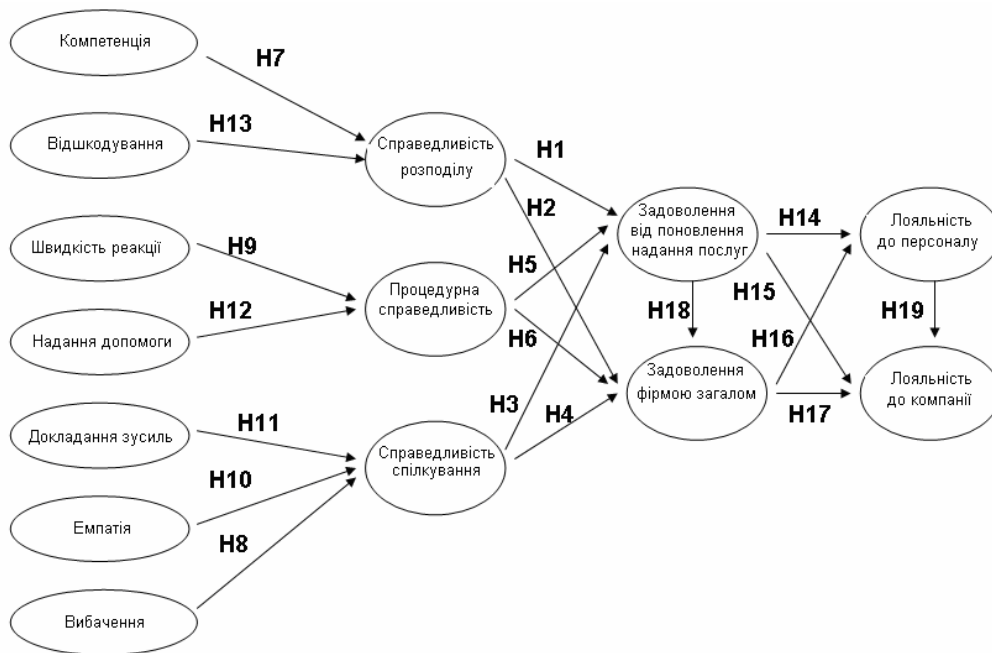 Компетенція
Відшкодування
Швидкість реакції
Надання допомоги
Докладання зусиль
Емпатія
Вибачення
H7
H13
H9
H12
H11
H10
H8
Справедливість
розподілу
Процедурна
справедливість
Справедливість
спілкування
H1
H2
H5
H6
H3
H4
Задоволення
від поновлення
надання послуг
H18
Задоволення
фірмою загалом
H14
H15
H16
H17
Лояльність
до персоналу
H19
Лояльність
до компанії